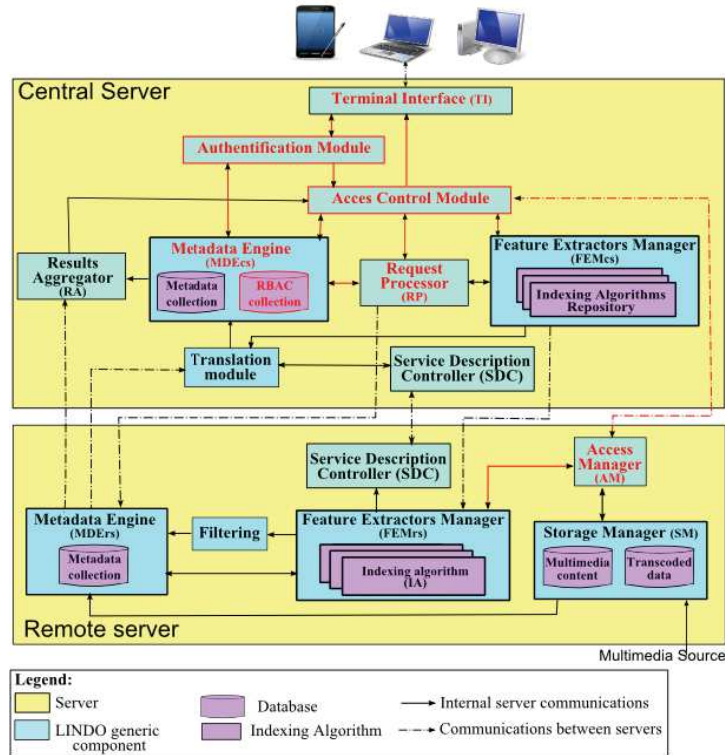 Central Server
Terminal Interface (TI)
Authentification Module
Acces Control Module
Results
Aggregator
(RA)
Metadata Engine
(MDEcs)
Metadata
collection
RBAC
collection
Request
Processor
(RP)
Feature Extractors Manager
(FEMcs)
Indexing Algorithms
Repository
Translation
module
Service Description
Controller (SDC)
Service Description
Controller (SDC)
Access
Manager
(AM)
Metadata Engine
(MDErs)
Metadata
collection
Filtering
Feature Extractors Manager
(FEMrs)
Indexing algorithm
(IA)
Storage Manager (SM)
Multimedia
content
Transcoded
data
Remote server
Multimedia Source
Legend:
Server
LINDO generic
component
Database
Indexing Algorithm
Internal server communications
Communications between servers